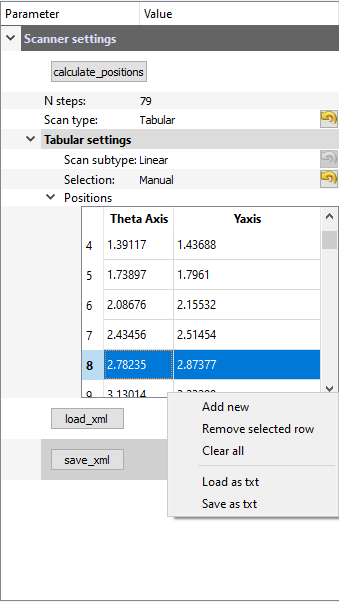 Parameter Value
Scanner settings
calculate_positions
N steps: 79
Scan type: Tabular
Tabular settings
Scan subtype: Linear
Selection: Manual
Positions
Theta Axis Yaxis
4 1.39117 1.43688
5 1.73897 1.7961
6 2.08676 2.15532
7 2.43456 2.51454
8 2.78235 2.87377
9 3.13014
load_xml
save_xml
Add new
Remove selected row
Clear all
Load as txt
Save as txt